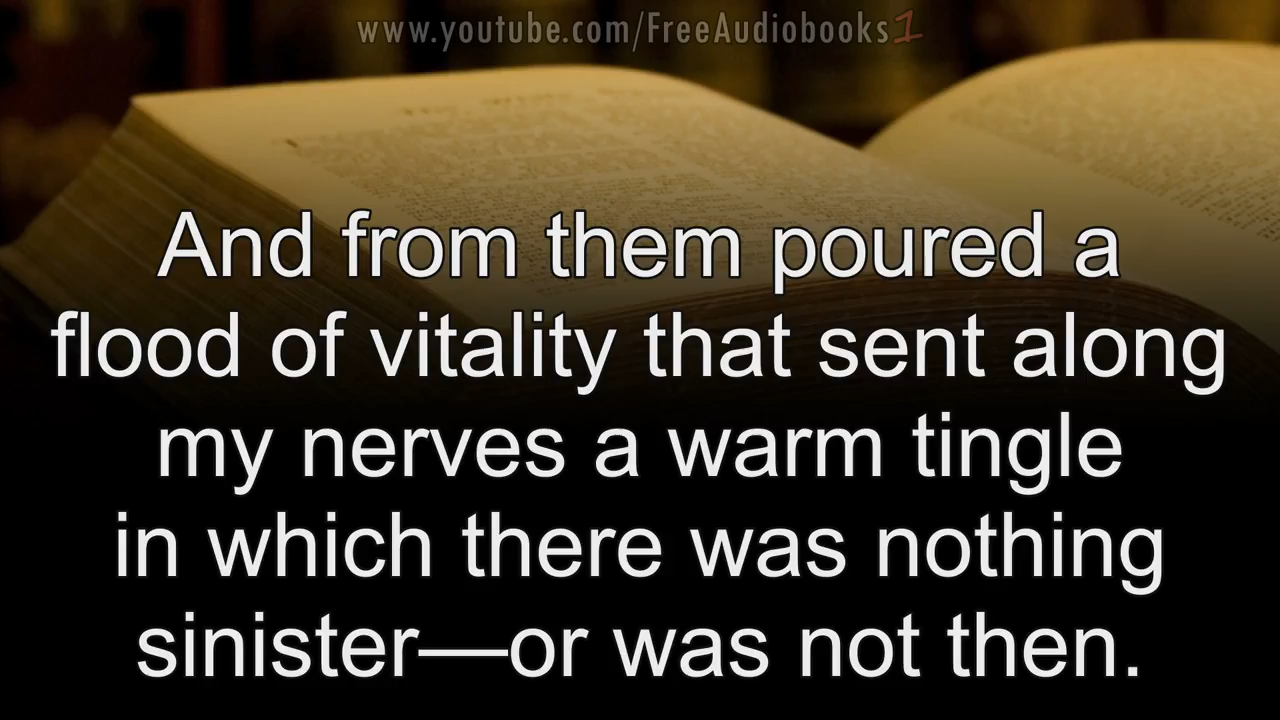 www.youtube.com/FreeAudiobooks1
And from them poured a
flood of vitality that sent along
my nerves a warm tingle
in which there was nothing
sinister—or was not then.